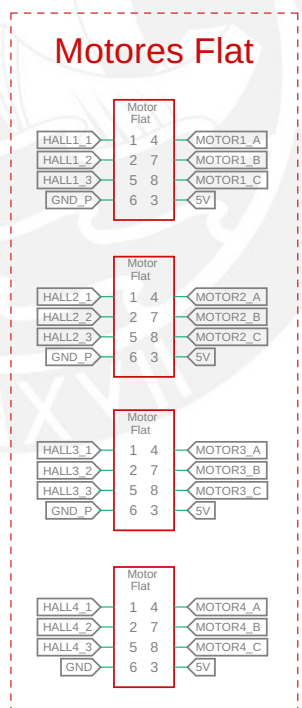 Motores Flat
Motor
Flat
HALL1_1 1 4 MOTOR1_A
HALL1_2 2 7 MOTOR1_B
HALL1_3 5 8 MOTOR1_C
GND_P 6 3 5V
Motor
Flat
HALL2_1 1 4 MOTOR2_A
HALL2_2 2 7 MOTOR2_B
HALL2_3 5 8 MOTOR2_C
GND_P 6 3 5V
Motor
Flat
HALL3_1 1 4 MOTOR3_A
HALL3_2 2 7 MOTOR3_B
HALL3_3 5 8 MOTOR3_C
GND_P 6 3 5V
Motor
Flat
HALL4_1 1 4 MOTOR4_A
HALL4_2 2 7 MOTOR4_B
HALL4_3 5 8 MOTOR4_C
GND 6 3 5V